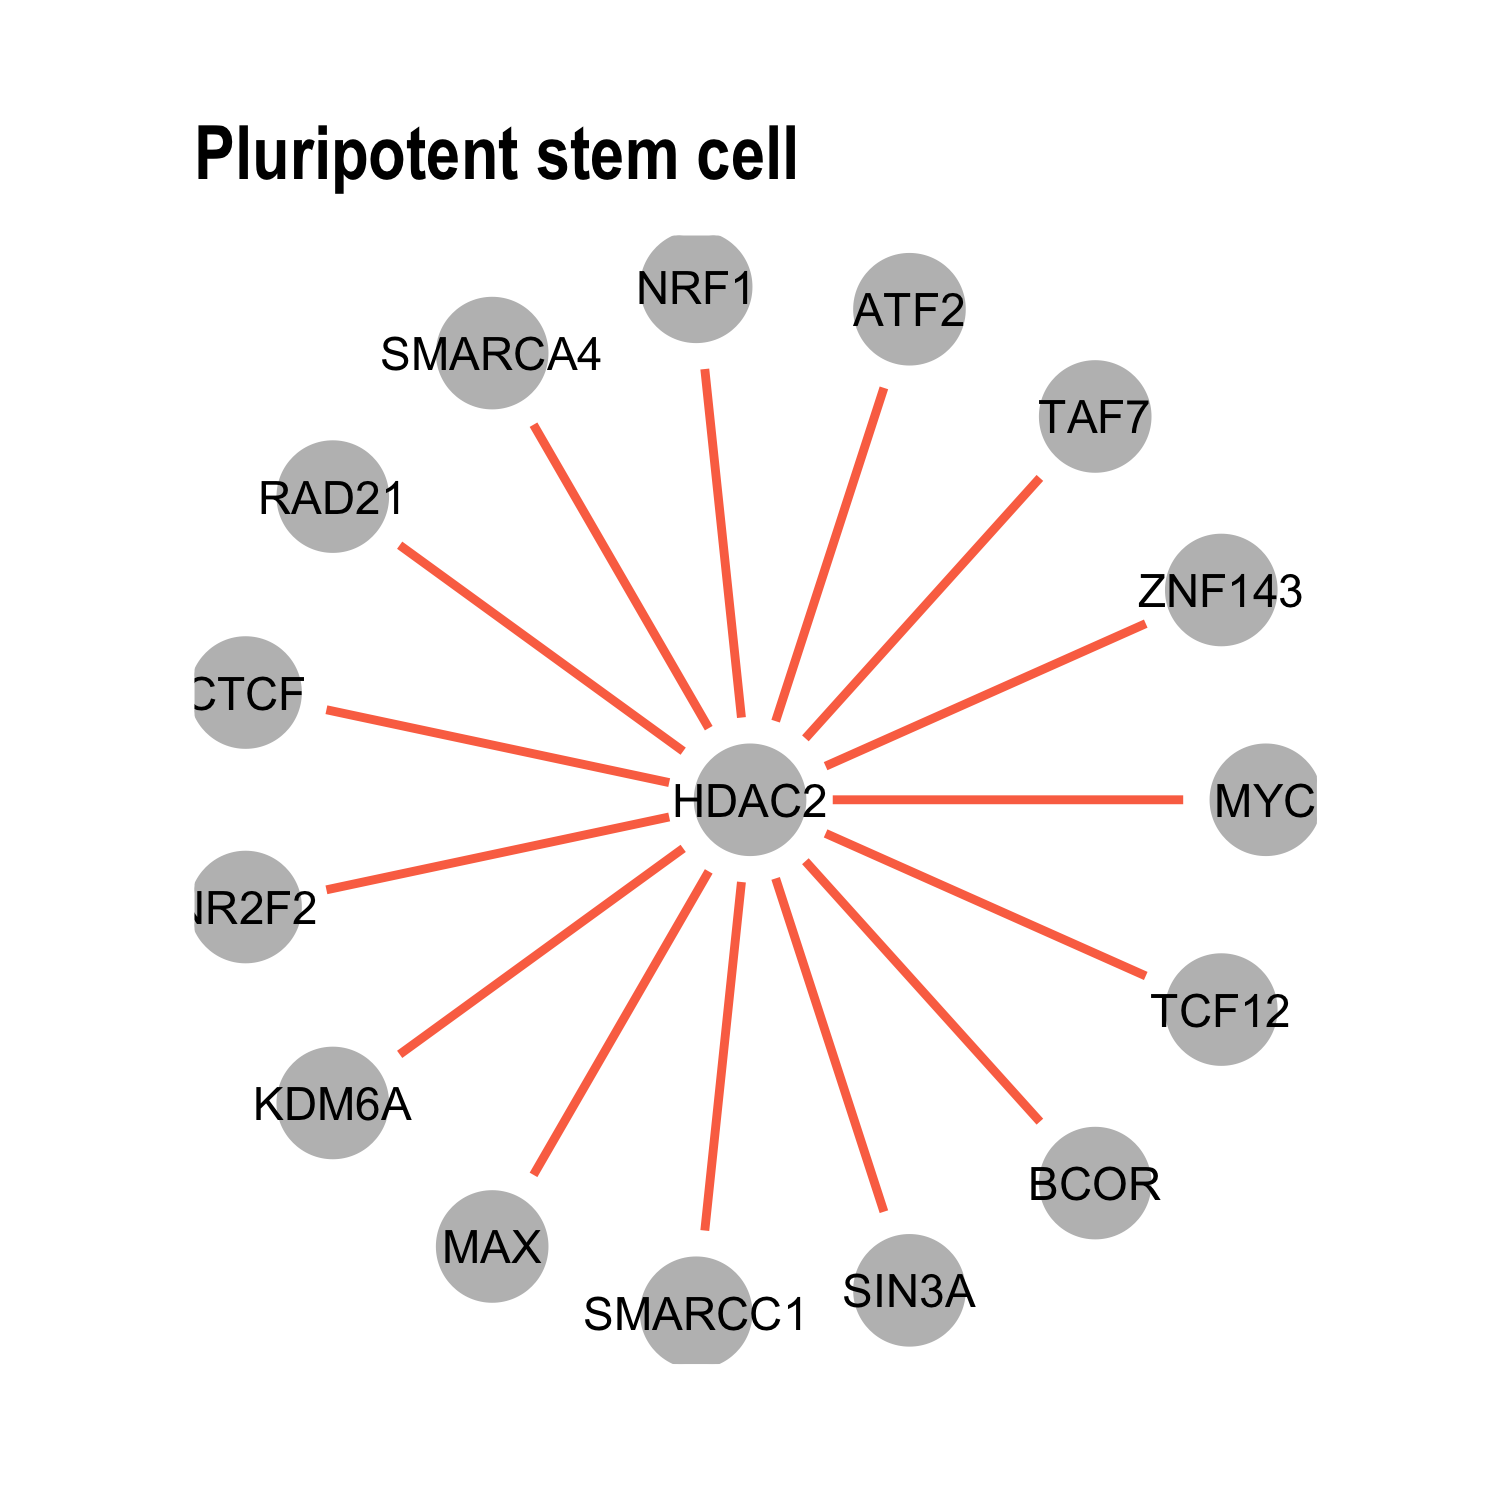 Pluripotent stem cell
NRF1
ATF2
SMARCA4
TAF7
RAD21
ZNF143
CTCF
HDAC2
MYC
NR2F2
TCF12
KDM6A
BCOR
MAX
SIN3A
SMARCC1